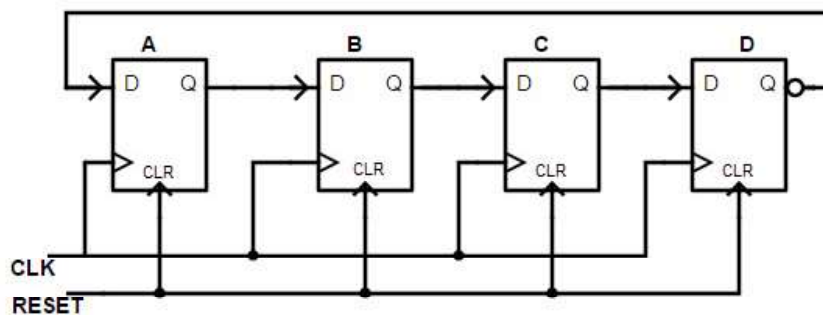 A B C D
D Q D Q D Q D Q
CLR CLR CLR CLR
CLK
RESET